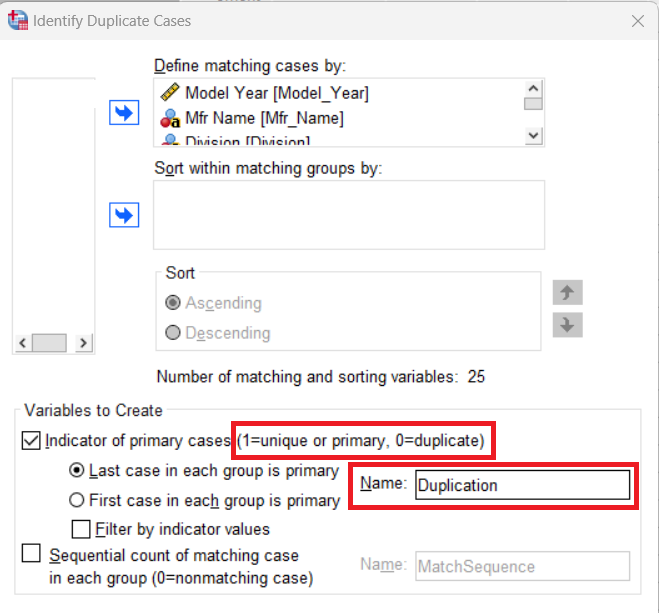 Identify Duplicate Cases
Define matching cases by:
Model Year [Model_Year]
Mfr Name [Mfr_Name]
Division [Division]
Sort within matching groups by:
Sort
Ascending
Descending
Number of matching and sorting variables: 25
Variables to Create
Indicator of primary cases (1=unique or primary, 0=duplicate)
Last case in each group is primary
Name: Duplication
First case in each group is primary
Filter by indicator values
Sequential count of matching case
in each group (0=nonmatching case)
Name: MatchSequence